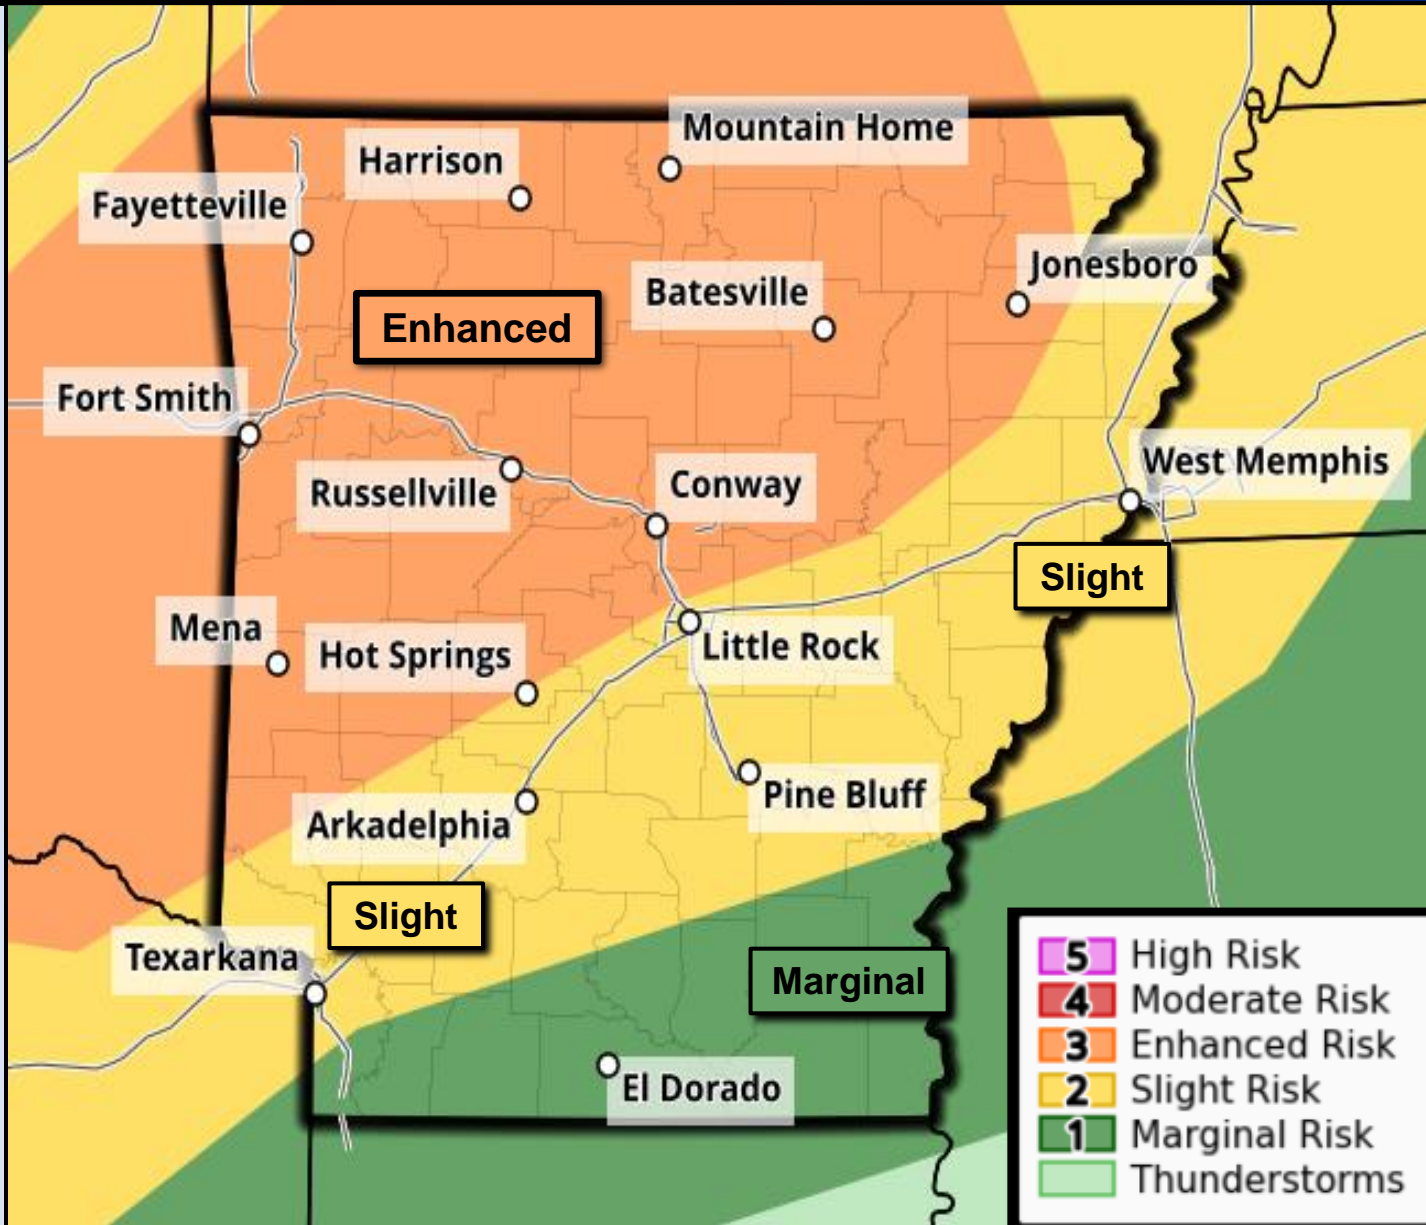 Mountain Home
Harrison
Fayetteville
Jonesboro
Batesville
Enhanced
Fort Smith
West Memphis
Russellville
Conway
Slight
Mena
Hot Springs
Little Rock
Pine Bluff
Arkadelphia
Slight
Texarkana
Marginal
El Dorado
5 High Risk
4 Moderate Risk
3 Enhanced Risk
2 Slight Risk
1 Marginal Risk
Thunderstorms